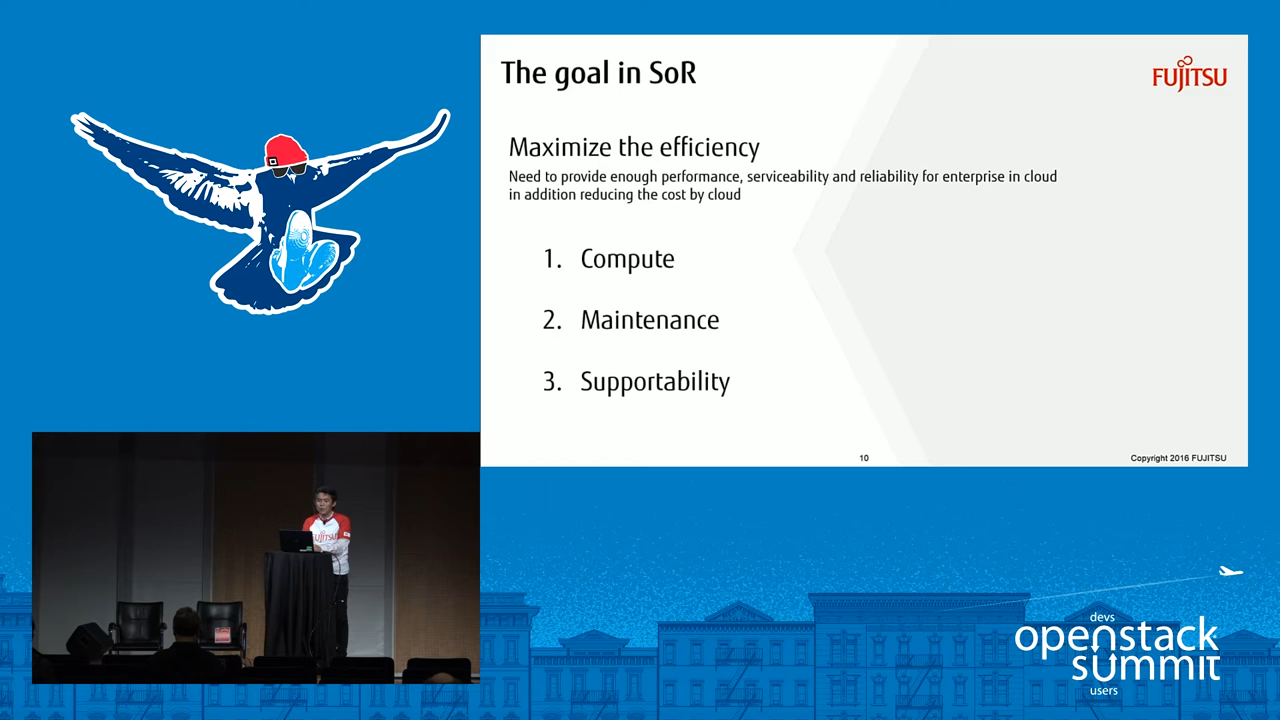 The goal in SoR
FUJITSU
Maximize the efficiency
Need to provide enough performance, serviceability and reliability for enterprise in cloud
in addition reducing the cost by cloud
1. Compute
2. Maintenance
3. Supportability
10
Copyright 2016 FUJITSU
FUJITSU
devs
openstack
summit
users